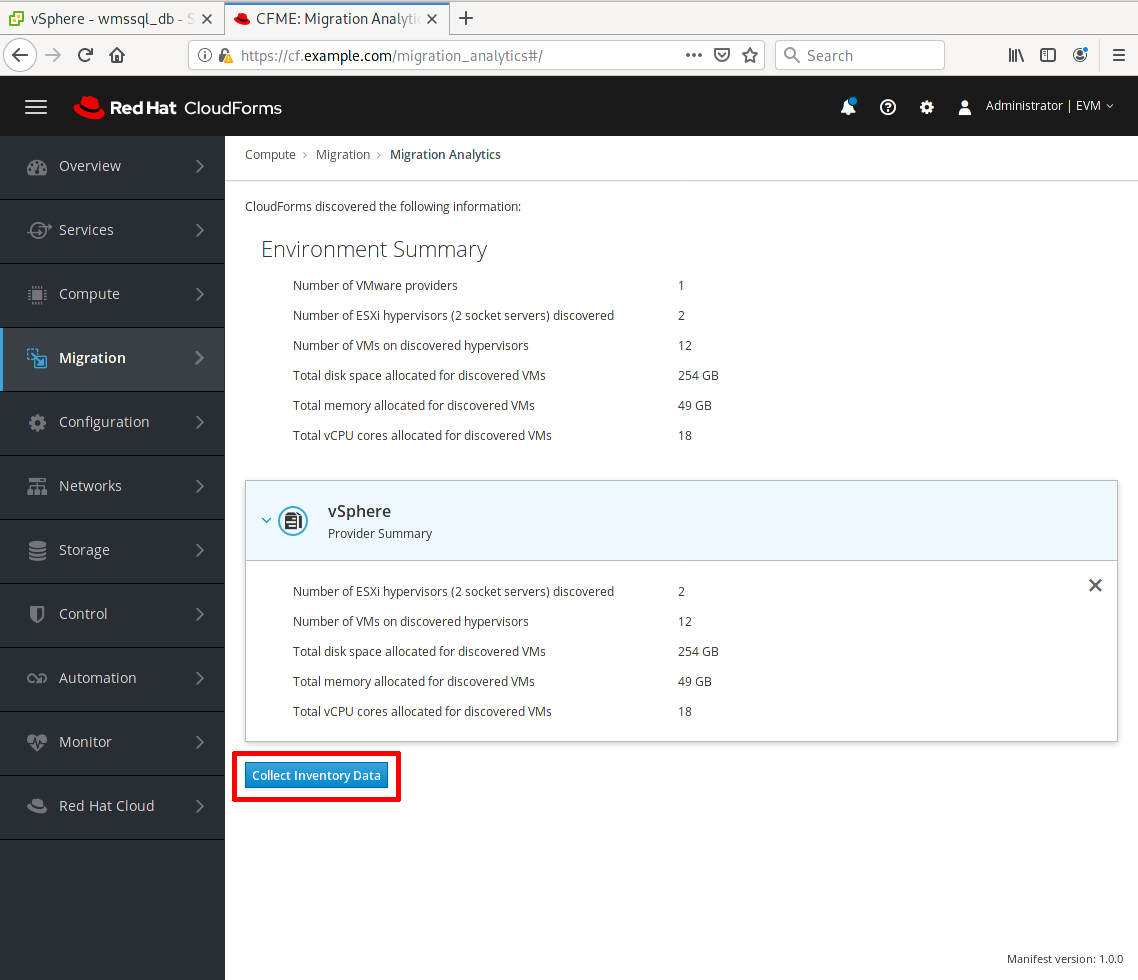 vSphere - wmssql_db - S
CFME: Migration Analytic
https://cf.example.com/migration_analytics#/
Search
Red Hat CloudForms
Administrator | EVM
Overview
Services
Compute
Migration
Configuration
Networks
Storage
Control
Automation
Monitor
Red Hat Cloud
Compute > Migration > Migration Analytics
CloudForms discovered the following information:
Environment Summary
Number of VMware providers 1
Number of ESXi hypervisors (2 socket servers) discovered 2
Number of VMs on discovered hypervisors 12
Total disk space allocated for discovered VMs 254 GB
Total memory allocated for discovered VMs 49 GB
Total vCPU cores allocated for discovered VMs 18
vSphere
Provider Summary
Number of ESXi hypervisors (2 socket servers) discovered 2
Number of VMs on discovered hypervisors 12
Total disk space allocated for discovered VMs 254 GB
Total memory allocated for discovered VMs 49 GB
Total vCPU cores allocated for discovered VMs 18
Collect Inventory Data
Manifest version: 1.0.0